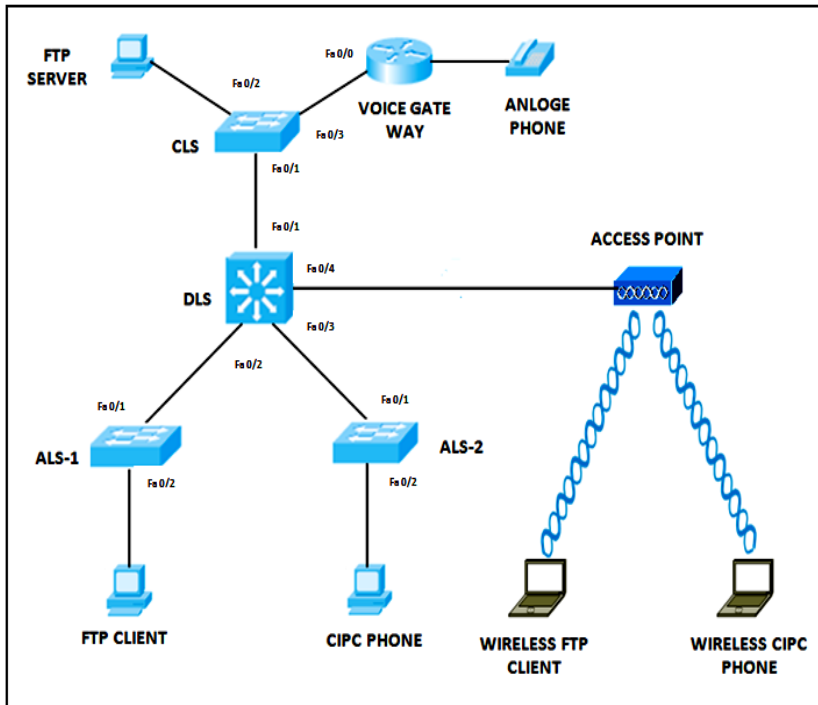 FTP
SERVER
Fa 0/2
Fa 0/0
VOICE GATE
WAY
ANLOGE
PHONE
CLS
Fa 0/3
Fa 0/1
Fa 0/1
DLS
Fa 0/4
ACCESS POINT
Fa 0/3
Fa 0/2
Fa 0/1
Fa 0/1
ALS-1
ALS-2
Fa 0/2
Fa 0/2
FTP CLIENT
CIPC PHONE
WIRELESS FTP
CLIENT
WIRELESS CIPC
PHONE